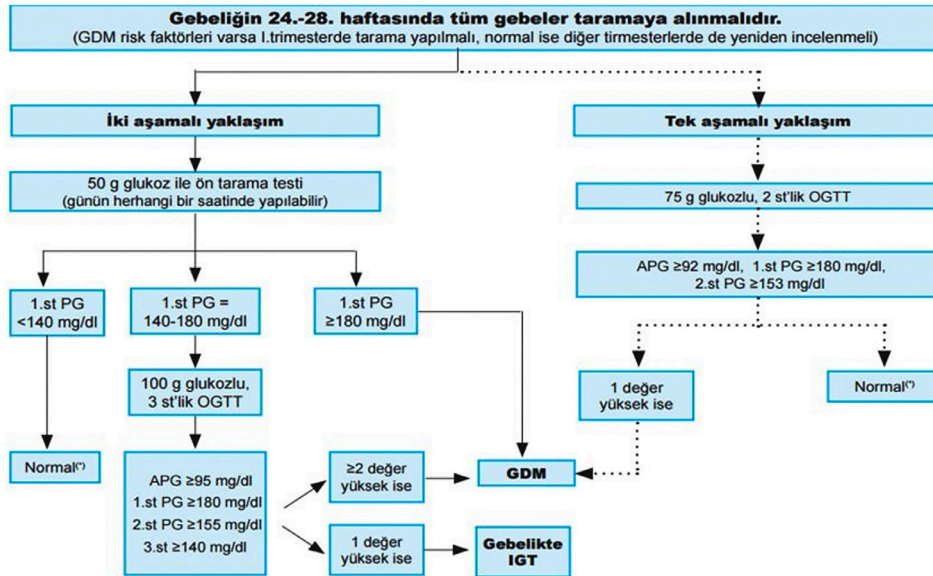 Gebeliğin 24.-28. haftasında tüm gebeler taramaya alınmalıdır.
(GDM risk faktörleri varsa I.trimesterde tarama yapılmalı, normal ise diğer tirmesterlerde de yeniden incelenmeli)
İki aşamalı yaklaşım
50 g glukoz ile ön tarama testi
(günün herhangi bir saatinde yapılabilir)
1.st PG
<140 mg/dl
1.st PG =
140-180 mg/dl
1.st PG
≥180 mg/dl
100 g glukozlu,
3 st'lik OGTT
Normal(*)
APG ≥95 mg/dl
1.st PG ≥180 mg/dl
2.st PG ≥155 mg/dl
3.st ≥140 mg/dl
≥2 değer
yüksek ise
1 değer
yüksek ise
GDM
Gebelikte
IGT
Tek aşamalı yaklaşım
75 g glukozlu, 2 st'lik OGTT
APG ≥92 mg/dl, 1.st PG ≥180 mg/dl,
2.st PG ≥153 mg/dl
1 değer
yüksek ise
Normal(*)